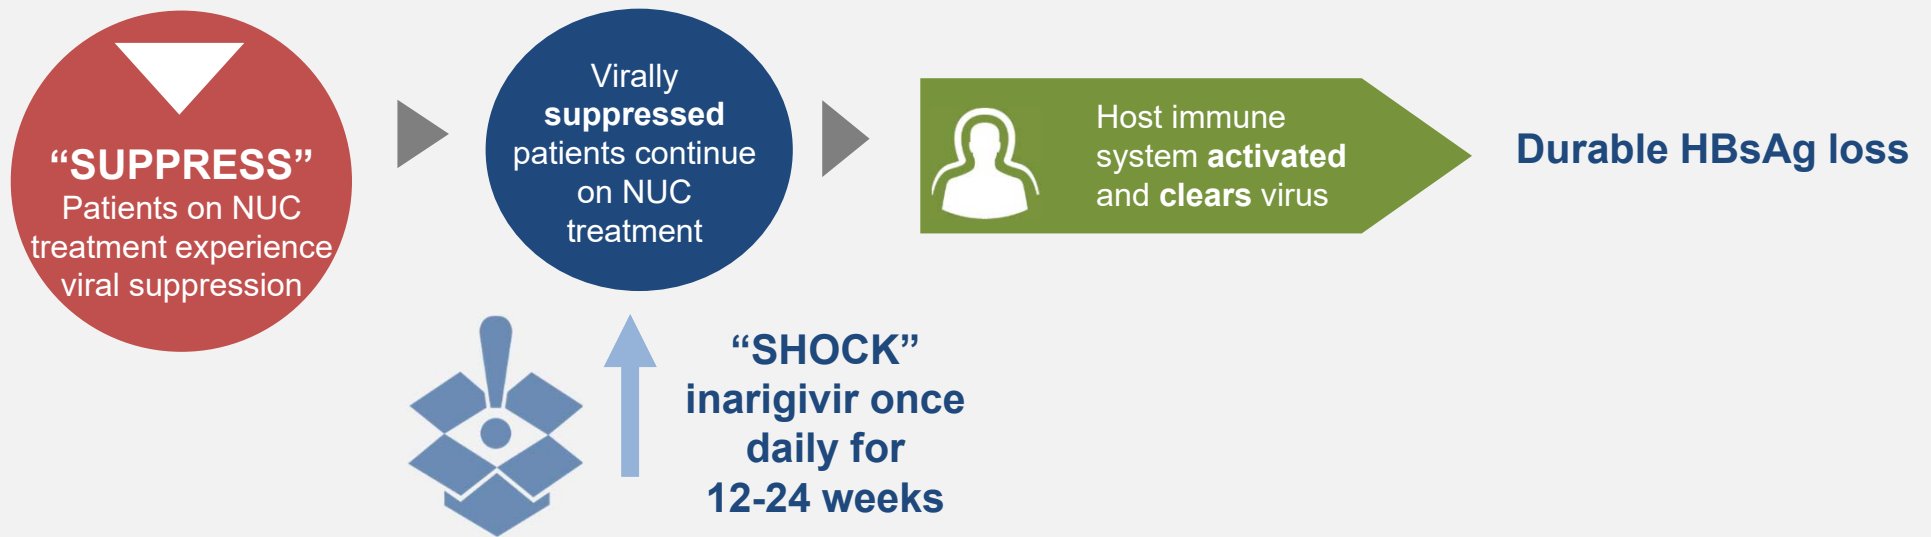 “SUPPRESS”
Patients on NUC
treatment experience
viral suppression
Virally
suppressed
patients continue
on NUC
treatment
Host immune
system activated
and clears virus
Durable HBsAg loss
“SHOCK”
inarigivir once
daily for
12-24 weeks